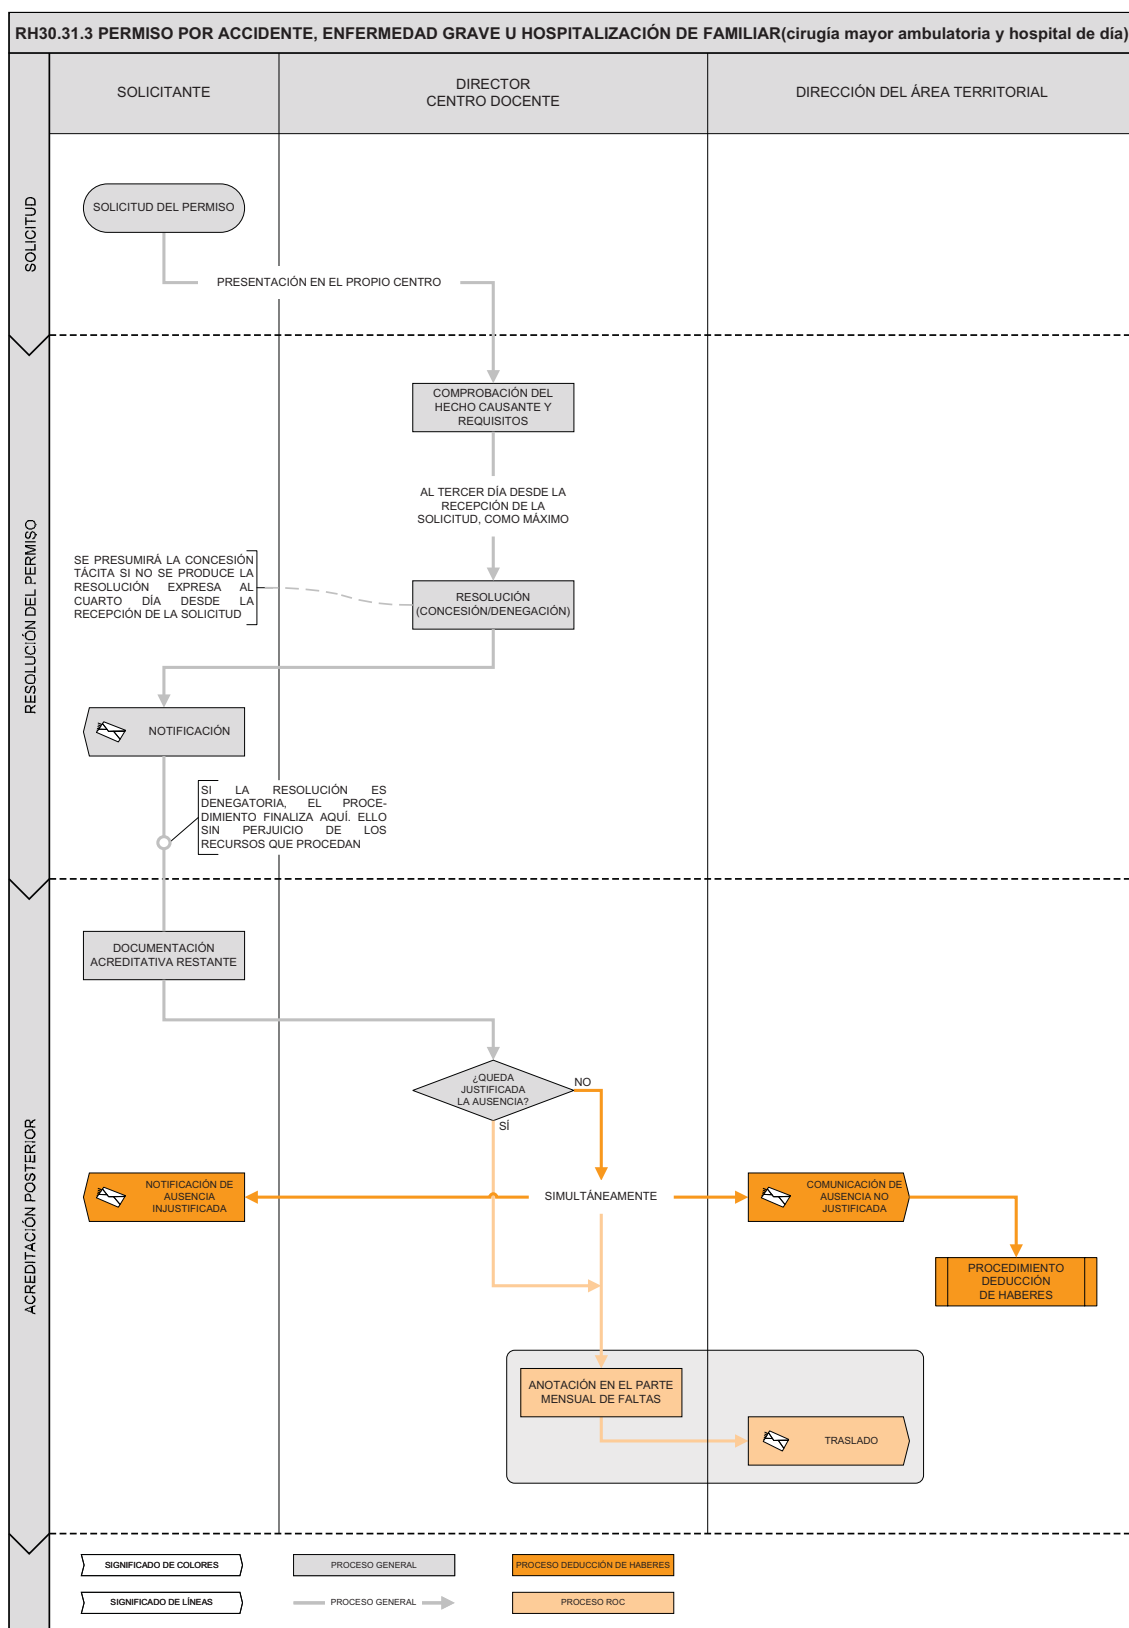 RH30.31.3 PERMISO POR ACCIDENTE, ENFERMEDAD GRAVE U HOSPITALIZACIÓN DE FAMILIAR(cirugía mayor ambulatoria y hospital de día)
SOLICITANTE
DIRECTOR
CENTRO DOCENTE
DIRECCIÓN DEL ÁREA TERRITORIAL
SOLICITUD
SOLICITUD DEL PERMISO
PRESENTACIÓN EN EL PROPIO CENTRO
RESOLUCIÓN DEL PERMISO
COMPROBACIÓN DEL
HECHO CAUSANTE Y
REQUISITOS
AL TERCER DÍA DESDE LA
RECEPCIÓN DE LA
SOLICITUD, COMO MÁXIMO
SE PRESUMIRÁ LA CONCESIÓN
TÁCITA SI NO SE PRODUCE LA
RESOLUCIÓN EXPRESA AL
CUARTO DÍA DESDE LA
RECEPCIÓN DE LA SOLICITUD
RESOLUCIÓN
(CONCESIÓN/DENEGACIÓN)
NOTIFICACIÓN
SI LA RESOLUCIÓN ES
DENEGATORIA, EL PROCE-
DIMIENTO FINALIZA AQUÍ. ELLO
SIN PERJUICIO DE LOS
RECURSOS QUE PROCEDAN
ACREDITACIÓN POSTERIOR
DOCUMENTACIÓN
ACREDITATIVA RESTANTE
¿QUEDA
JUSTIFICADA
LA AUSENCIA?
NO
SÍ
NOTIFICACIÓN DE
AUSENCIA
INJUSTIFICADA
SIMULTÁNEAMENTE
COMUNICACIÓN DE
AUSENCIA NO
JUSTIFICADA
PROCEDIMIENTO
DEDUCCIÓN
DE HABERES
ANOTACIÓN EN EL PARTE
MENSUAL DE FALTAS
TRASLADO
SIGNIFICADO DE COLORES
PROCESO GENERAL
PROCESO DEDUCCIÓN DE HABERES
SIGNIFICADO DE LÍNEAS
PROCESO GENERAL
PROCESO ROC